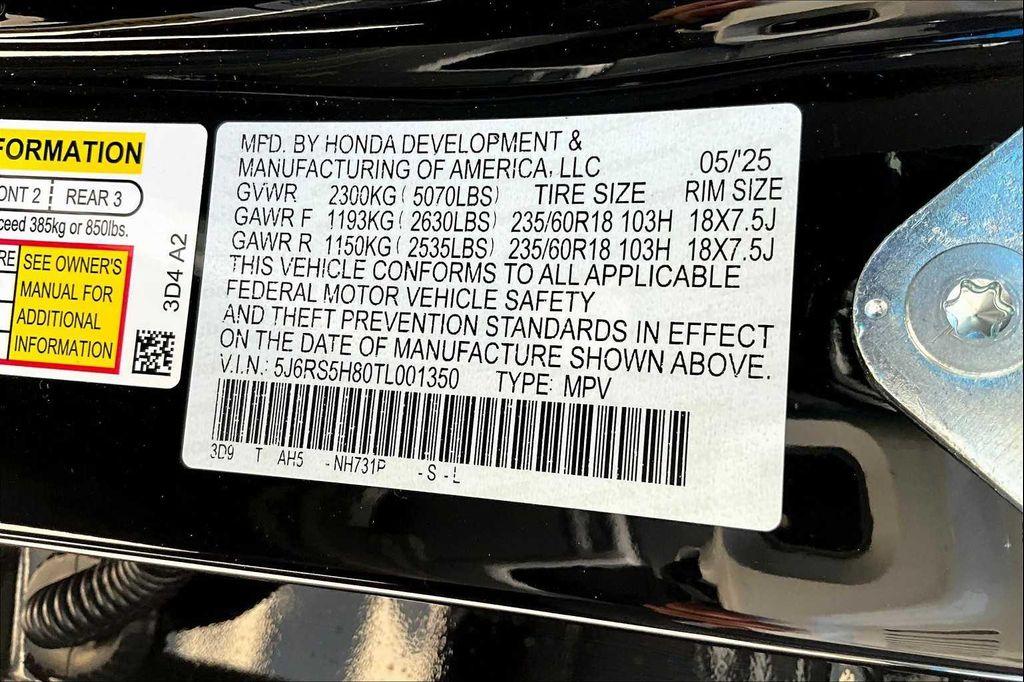 FORMATION
ONT 2 REAR 3
ceed 385kg or 850lbs.
RE SEE OWNER'S
MANUAL FOR
ADDITIONAL
INFORMATION
3D4 A2
MFD. BY HONDA DEVELOPMENT &
MANUFACTURING OF AMERICA, LLC 05/'25
GVWR 2300KG ( 5070LBS) TIRE SIZE RIM SIZE
GAWR F 1193KG ( 2630LBS) 235/60R18 103H 18X7.5J
GAWR R 1150KG ( 2535LBS) 235/60R18 103H 18X7.5J
THIS VEHICLE CONFORMS TO ALL APPLICABLE
FEDERAL MOTOR VEHICLE SAFETY
AND THEFT PREVENTION STANDARDS IN EFFECT
ON THE DATE OF MANUFACTURE SHOWN ABOVE.
V.I.N.: 5J6RS5H80TL001350 TYPE: MPV
3D9 T AH5 -NH731P -S-L